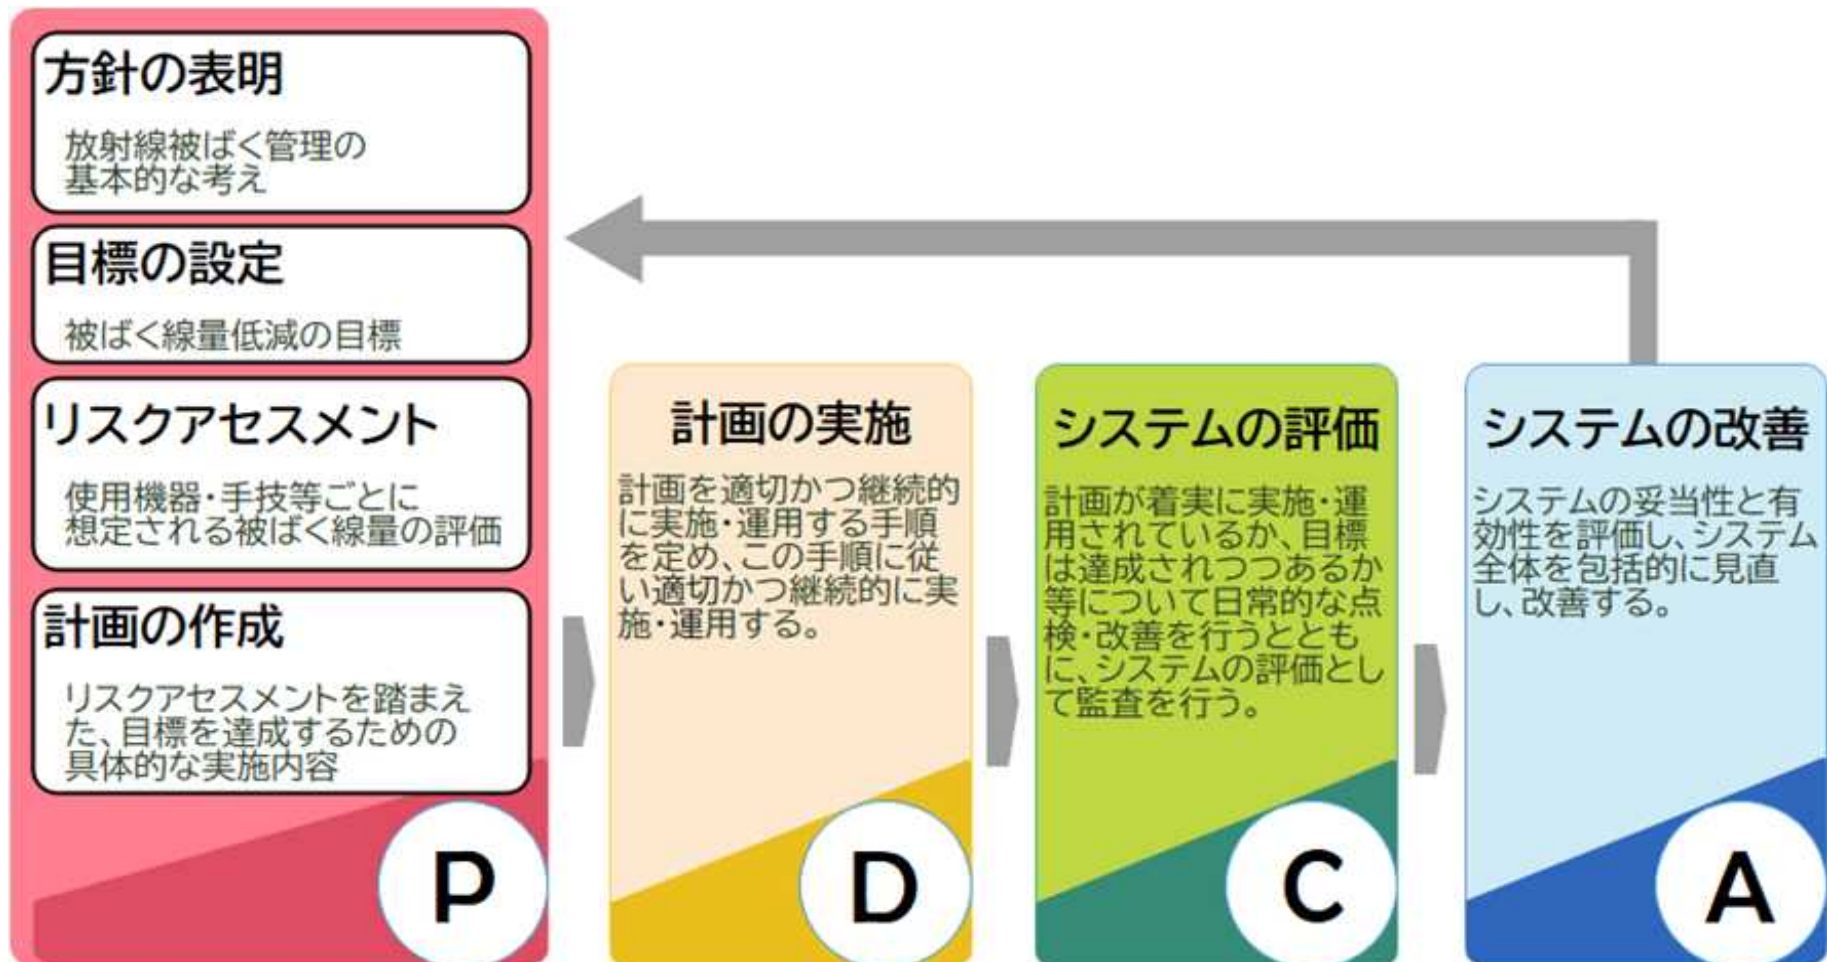 方針の表明
放射線被ばく管理の
基本的な考え
目標の設定
被ばく線量低減の目標
リスクアセスメント
使用機器・手技等ごとに
想定される被ばく線量の評価
計画の作成
リスクアセスメントを踏まえ
た、目標を達成するための
具体的な実施内容
P
計画の実施
計画を適切かつ継続的
に実施・運用する手順
を定め、この手順に従
い適切かつ継続的に実
施・運用する。
D
システムの評価
計画が着実に実施・運
用されているか、目標
は達成されつつあるか
等について日常的な点
検・改善を行うととも
に、システムの評価とし
て監査を行う。
C
システムの改善
システムの妥当性と有
効性を評価し、システム
全体を包括的に見直
し、改善する。
A